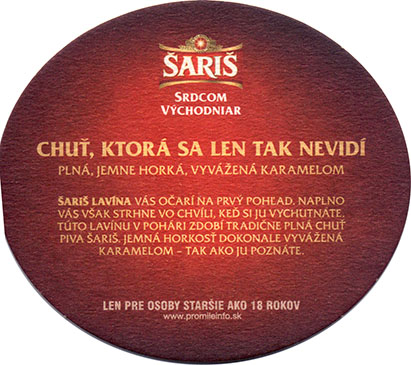 ŠARIŠ
SRDCOM
VÝCHODNIAR
CHUŤ, KTORÁ SA LEN TAK NEVIDÍ
PLNÁ, JEMNE HORKÁ, VYVÁŽENÁ KARAMELOM
ŠARIŠ LAVÍNA VÁS OČARÍ NA PRVÝ POHĽAD, NAPLNO
VÁS VŠAK STRHNE VO CHVÍLI, KEĎ SI JU VYCHUTNÁTE.
TÚTO LAVÍNU V POHÁRI ZDOBÍ TRADIČNE PLNÁ CHUŤ
PIVA ŠARIŠ. JEMNÁ HORKOSŤ DOKONALE VYVÁŽENÁ
KARAMELOM – TAK AKO JU POZNÁTE.
LEN PRE OSOBY STARŠIE AKO 18 ROKOV
www.promileinfo.sk